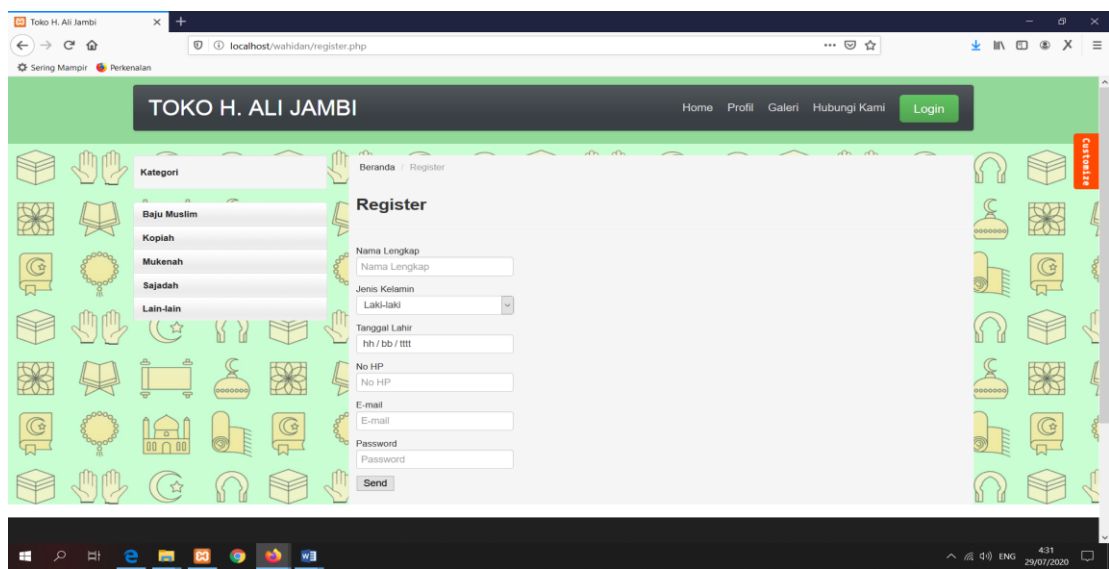 Toko H. Ali Jambi
localhost/wahidan/register.php
Sering Mampir Perkenalan
TOKO H. ALI JAMBI
Home Profil Galeri Hubungi Kami Login
Customize
Kategori
Baju Muslim
Kopiah
Mukenah
Sajadah
Lain-lain
Beranda / Register
Register
Nama Lengkap
Nama Lengkap
Jenis Kelamin
Laki-laki
Tanggal Lahir
hh / bb / tttt
No HP
No HP
E-mail
E-mail
Password
Password
Send
ENG
4:31
29/07/2020